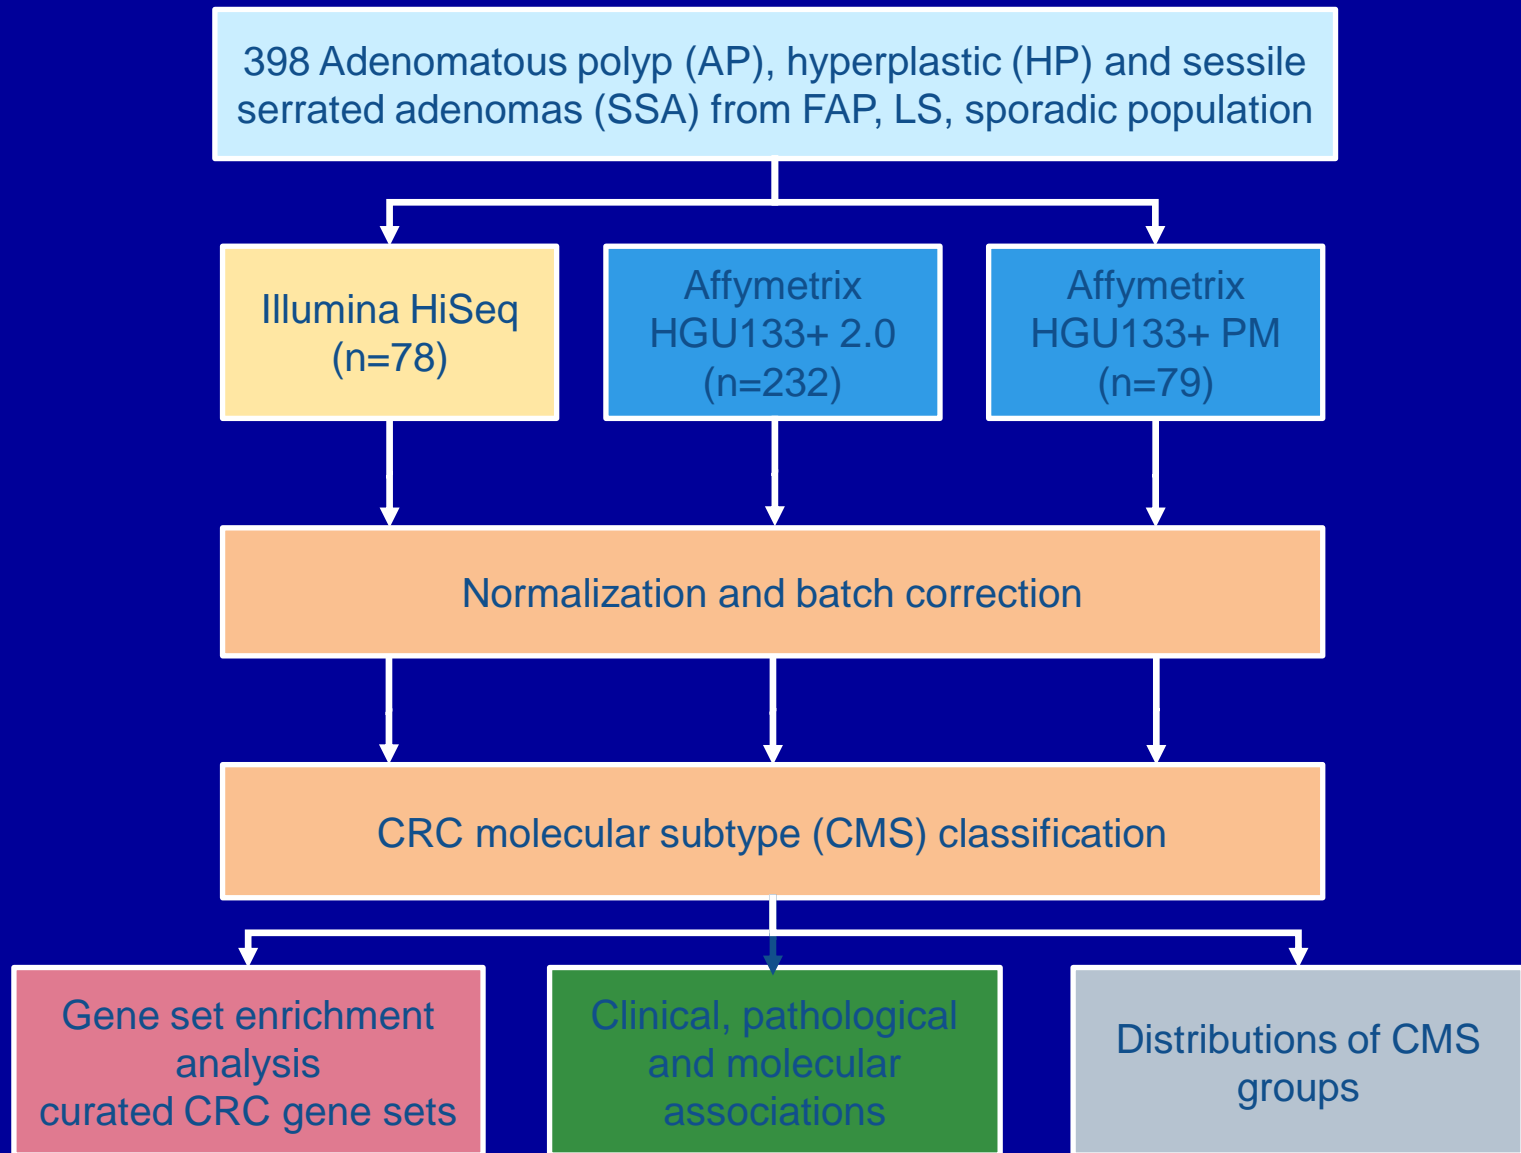 398 Adenomatous polyp (AP), hyperplastic (HP) and sessile
serrated adenomas (SSA) from FAP, LS, sporadic population
Illumina HiSeq
(n=78)
Affymetrix
HGU133+ 2.0
(n=232)
Affymetrix
HGU133+ PM
(n=79)
Normalization and batch correction
CRC molecular subtype (CMS) classification
Gene set enrichment
analysis
curated CRC gene sets
Clinical, pathological
and molecular
associations
Distributions of CMS
groups